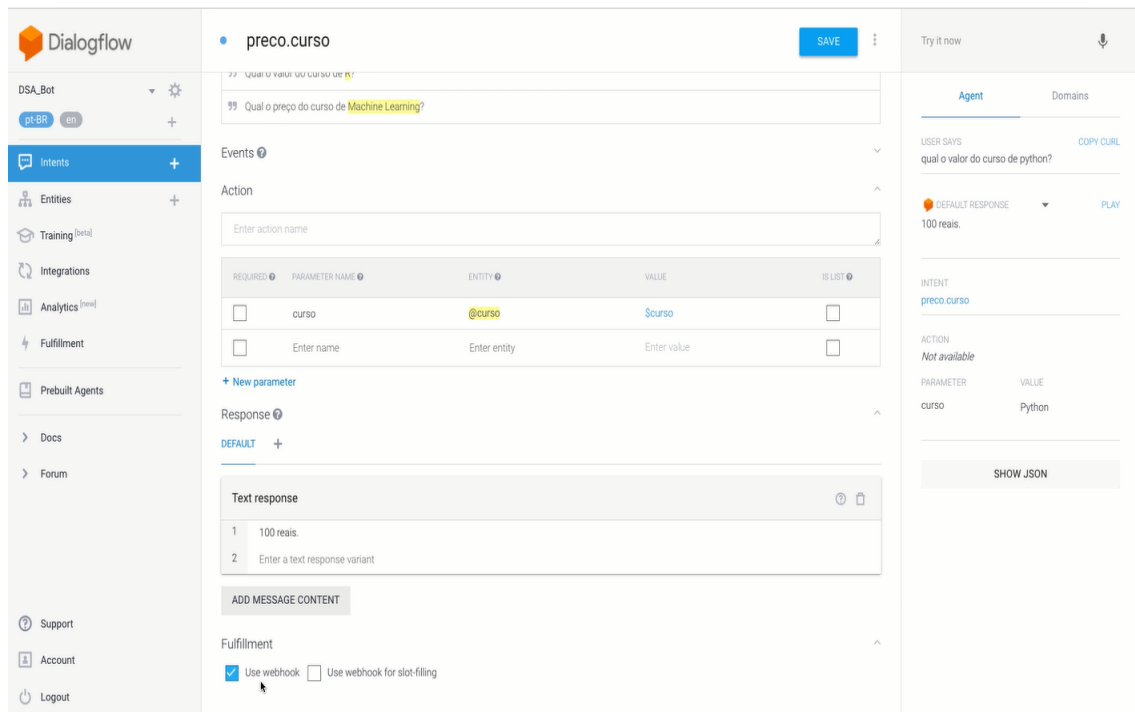 Dialogflow
DSA_Bot
pt-BR en
Intents
Entities
Training [beta]
Integrations
Analytics [new]
Fulfillment
Prebuilt Agents
Docs
Forum
Support
Account
Logout
preco.curso
SAVE
Qual o valor do curso de R?
Qual o preço do curso de Machine Learning?
Events
Action
Enter action name
REQUIRED PARAMETER NAME ENTITY VALUE IS LIST
curso @curso $curso
Enter name Enter entity Enter value
+ New parameter
Response
DEFAULT +
Text response
1 100 reais.
2 Enter a text response variant
ADD MESSAGE CONTENT
Fulfillment
Use webhook Use webhook for slot-filling
Try it now
Agent Domains
USER SAYS COPY CURL
qual o valor do curso de python?
DEFAULT RESPONSE PLAY
100 reais.
INTENT
preco.curso
ACTION
Not available
PARAMETER VALUE
curso Python
SHOW JSON